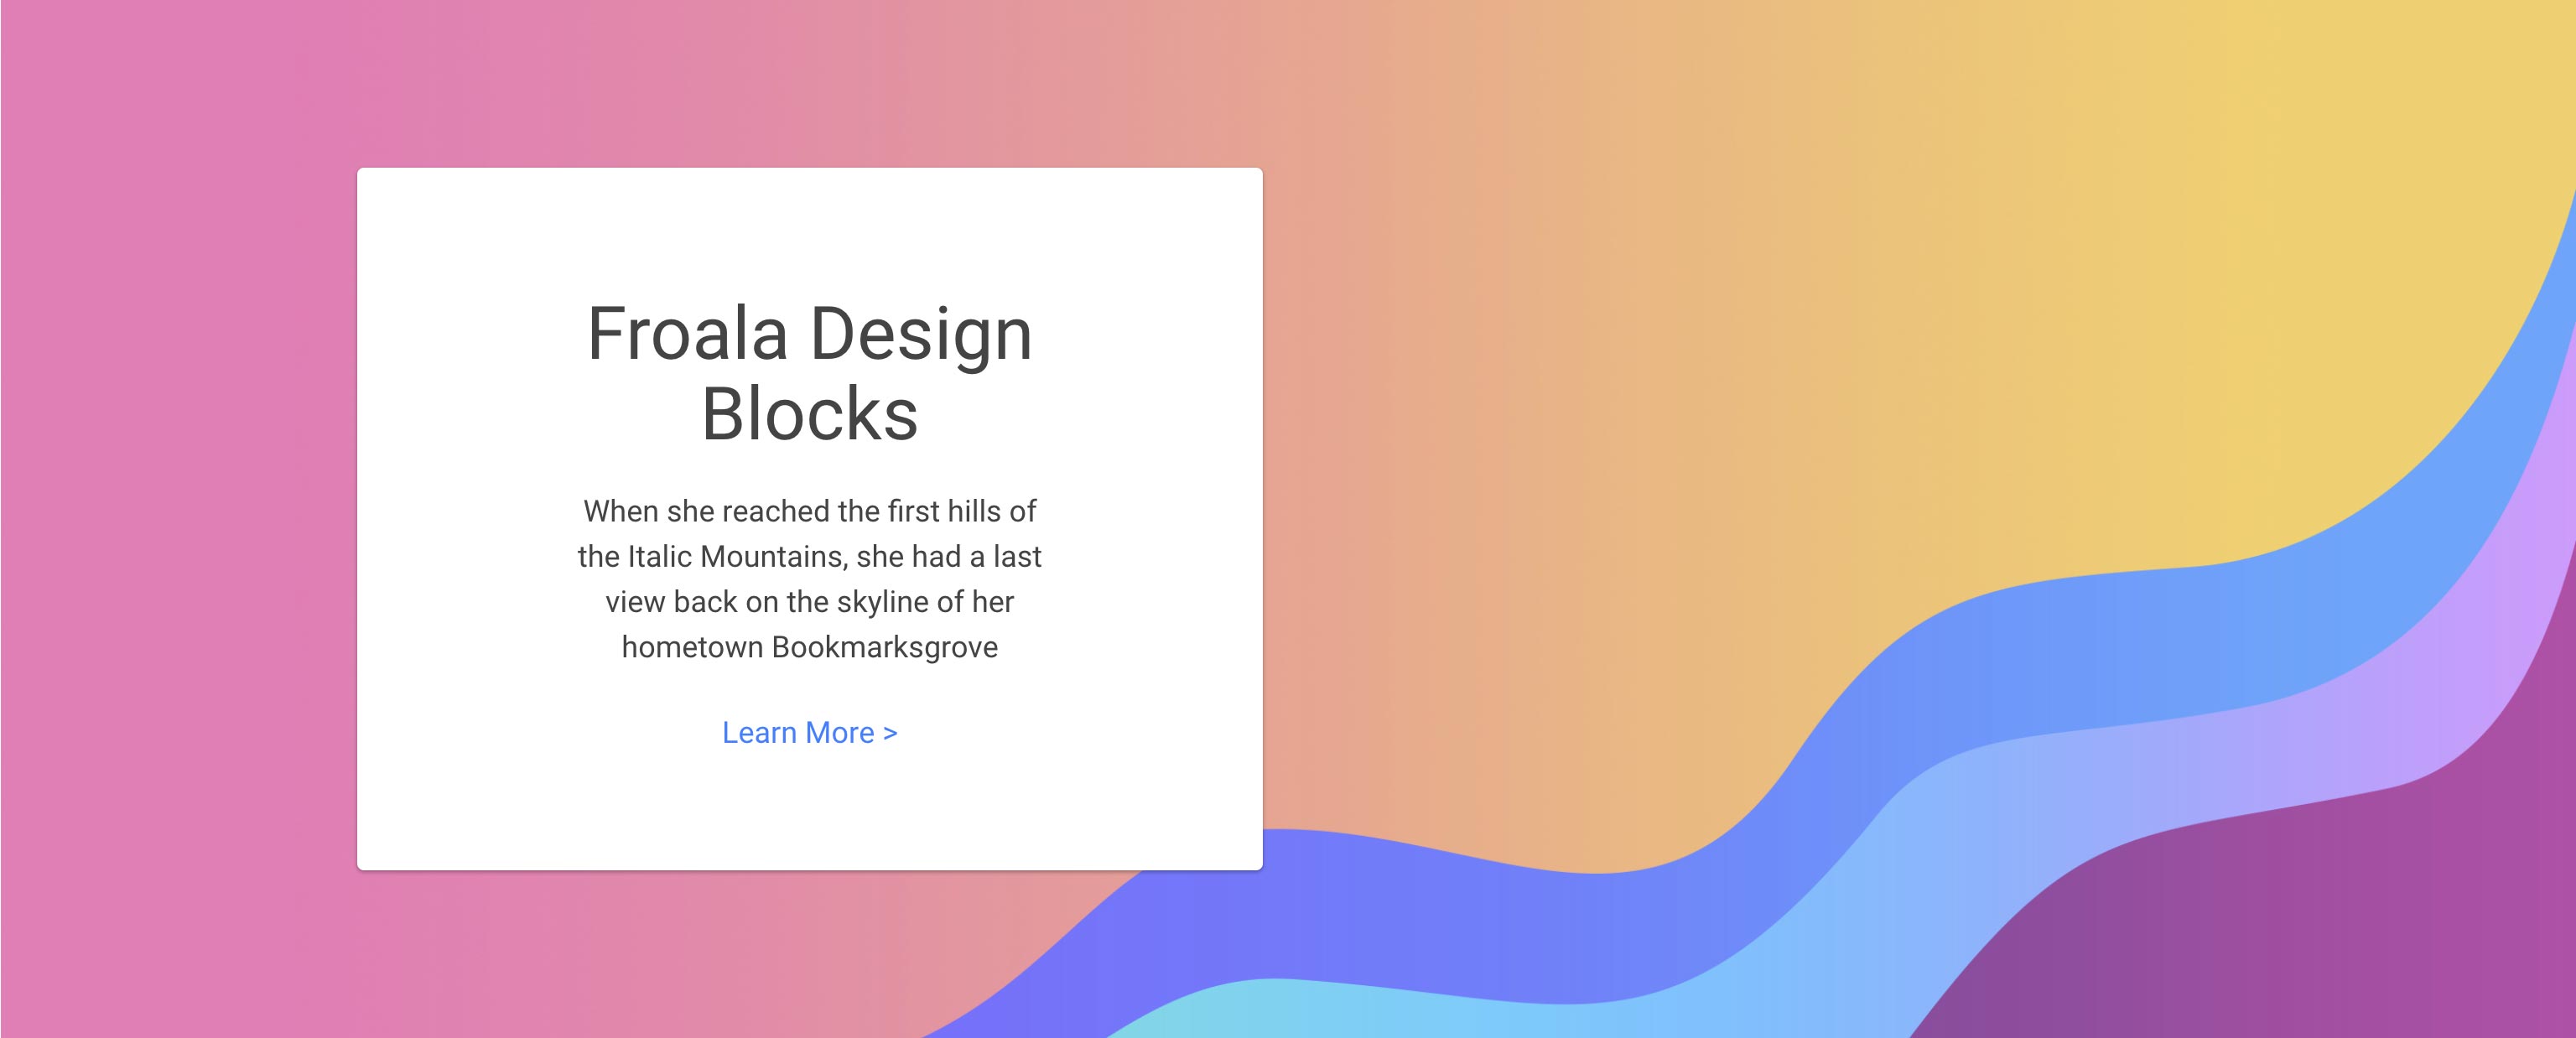 Froala Design
Blocks
When she reached the first hills of
the Italic Mountains, she had a last
view back on the skyline of her
hometown Bookmarksgrove
Learn More >